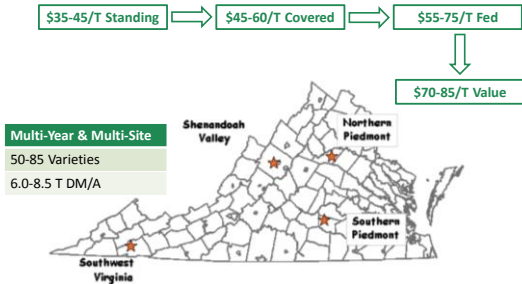 $35-45/T Standing
$45-60/T Covered
$55-75/T Fed
$70-85/T Value
Multi-Year & Multi-Site
50-85 Varieties
6.0-8.5 T DM/A
Shenandoah
Valley
Northern
Piedmont
Southern
Piedmont
Southwest
Virginia